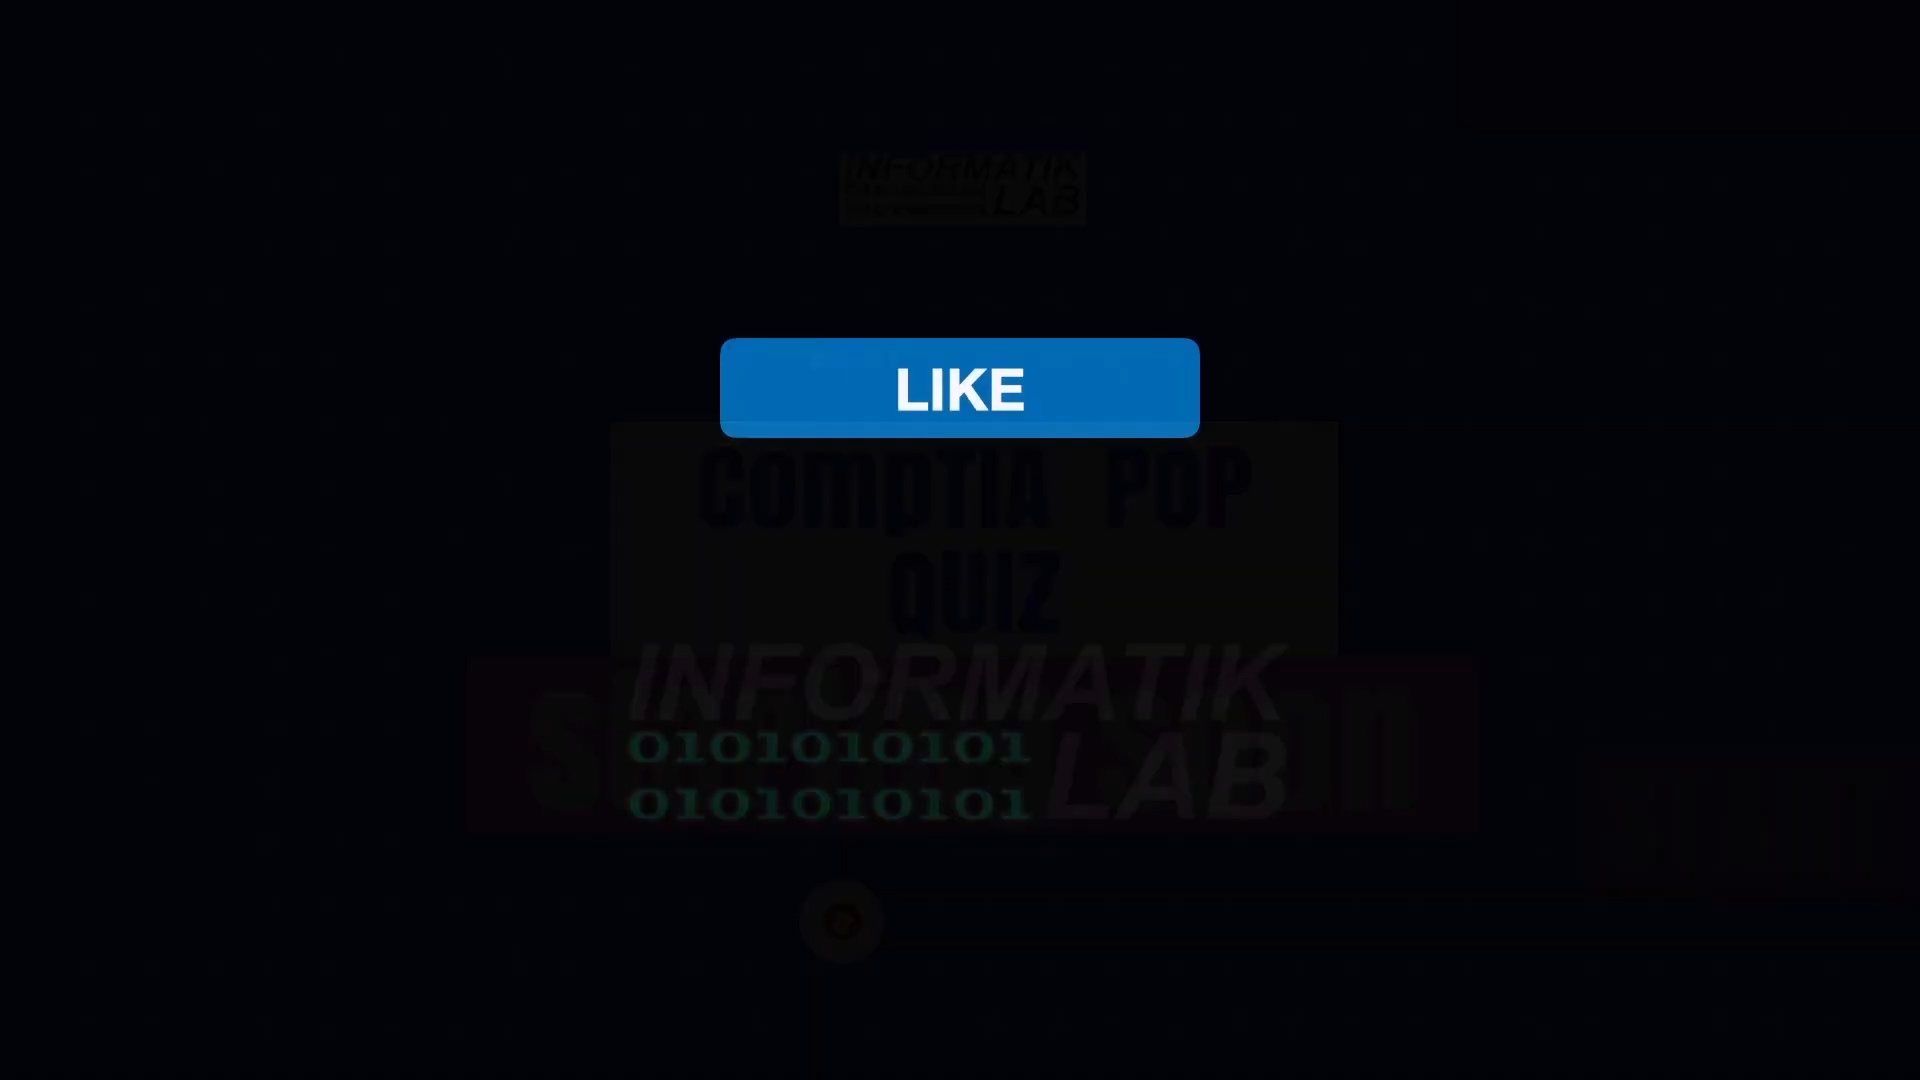 INFORMATIK
LAB
LIKE
CompTIA POP
QUIZ
INFORMATIK
0101010101
0101010101 LAB